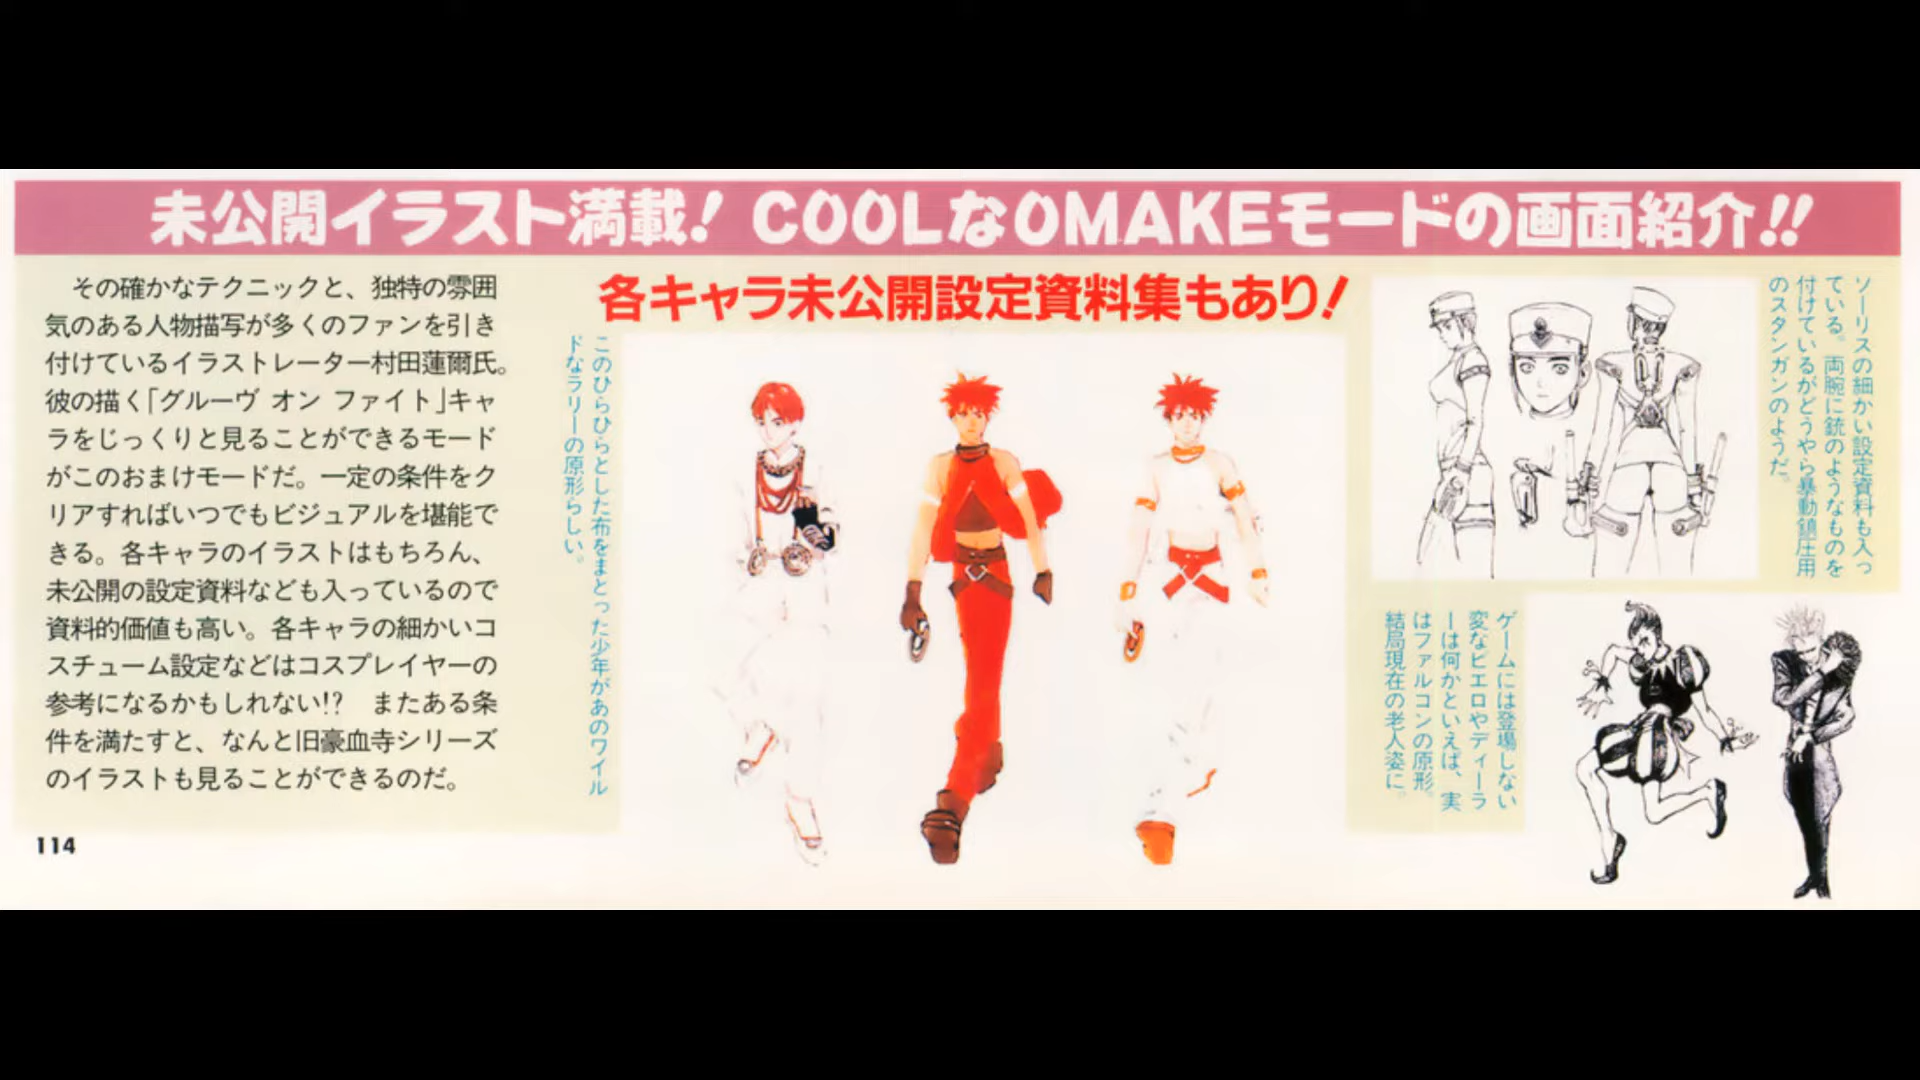 未公開イラスト満載! COOLなOMAKEモードの画面紹介!!
その確かなテクニックと、独特の雰囲
気のある人物描写が多くのファンを引き
付けているイラストレーター村田蓮爾氏。
彼の描く「グルーヴ オン ファイト」キャ
ラをじっくりと見ることができるモード
がこのおまけモードだ。一定の条件をク
リアすればいつでもビジュアルを堪能で
きる。各キャラのイラストはもちろん、
未公開の設定資料なども入っているので
資料的価値も高い。各キャラの細かいコ
スチューム設定などはコスプレイヤーの
参考になるかもしれない!? またある条
件を満たすと、なんと旧豪血寺シリーズ
のイラストも見ることができるのだ。
114
各キャラ未公開設定資料集もあり!
このひらひらとした布をまとった少年があのワイル
ドなラリーの原形らしい。
ソーリスの細かい設定資料も入っ
ている。両腕に銃のようなものを
付けているがどうやら暴動鎮圧用
のスタンガンのようだ。
ゲームには登場しない
変なピエロやディーラ
ーは何かといえば、実
はファルコンの原形。
結局現在の老人姿に。